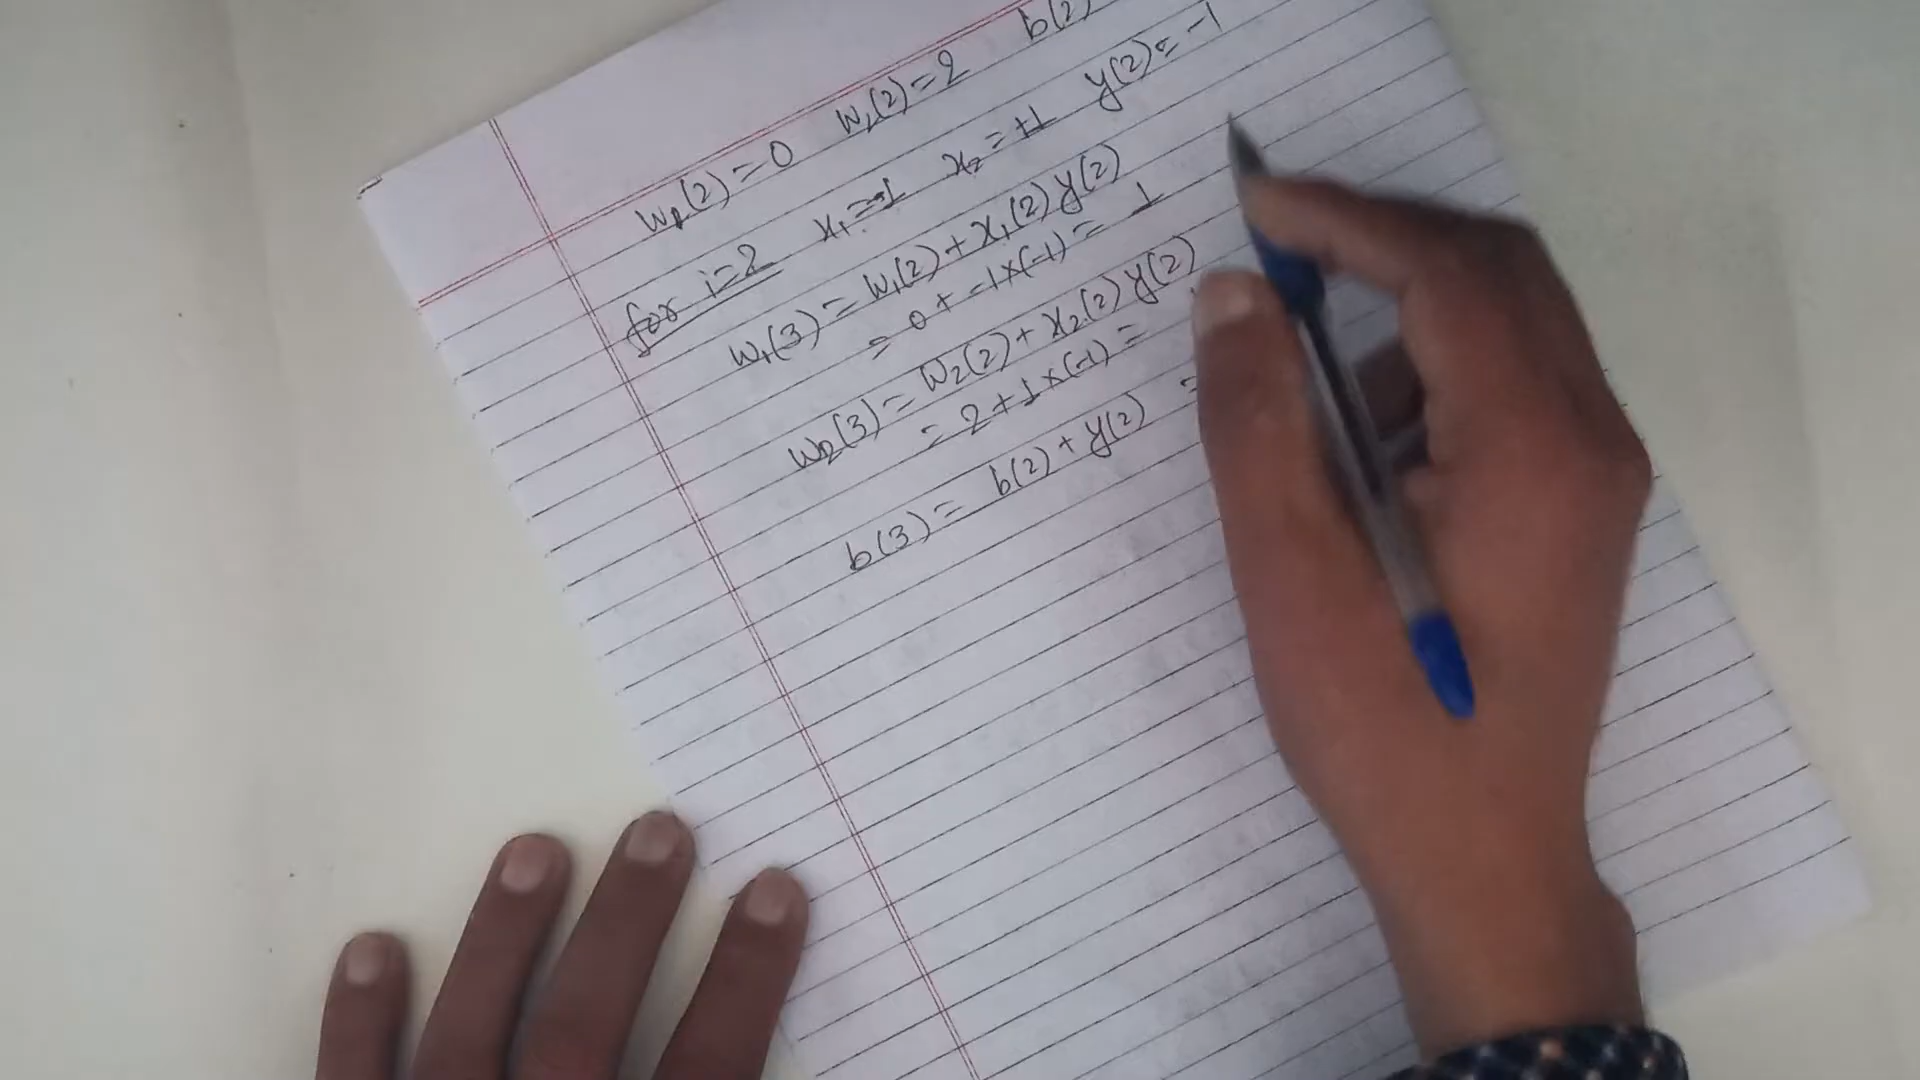 w₁(2) = 0 w₂(2) = 2 b(2)
for i=2 x₁ = -1 x₂ = +1 y(2) = -1
w₁(3) = w₁(2) + x₁(2) y(2)
= 0 + -1×(-1) = 1
w₂(3) = w₂(2) + x₂(2) y(2)
= 2 + 1×(-1) =
b(3) = b(2) + y(2) =